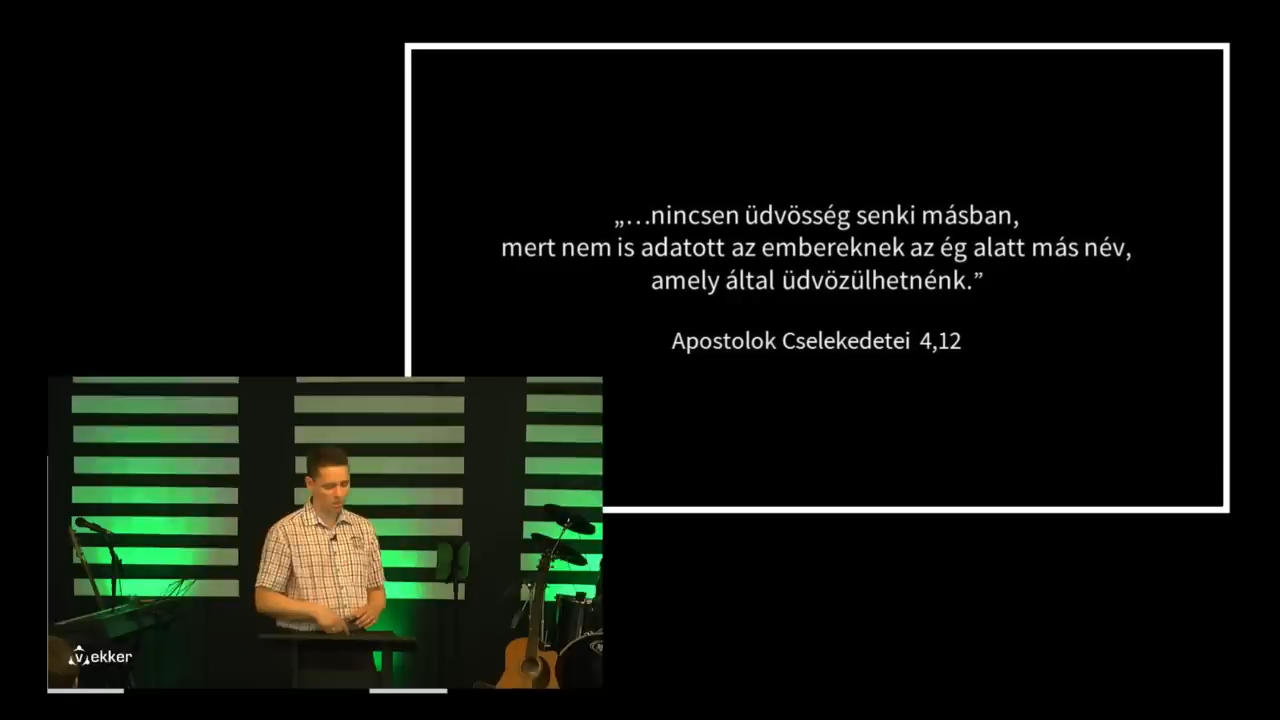 „…nincsen üdvösség senki másban,
mert nem is adatott az embereknek az ég alatt más név,
amely által üdvözülhetnénk.”
Apostolok Cselekedetei 4,12
vekker